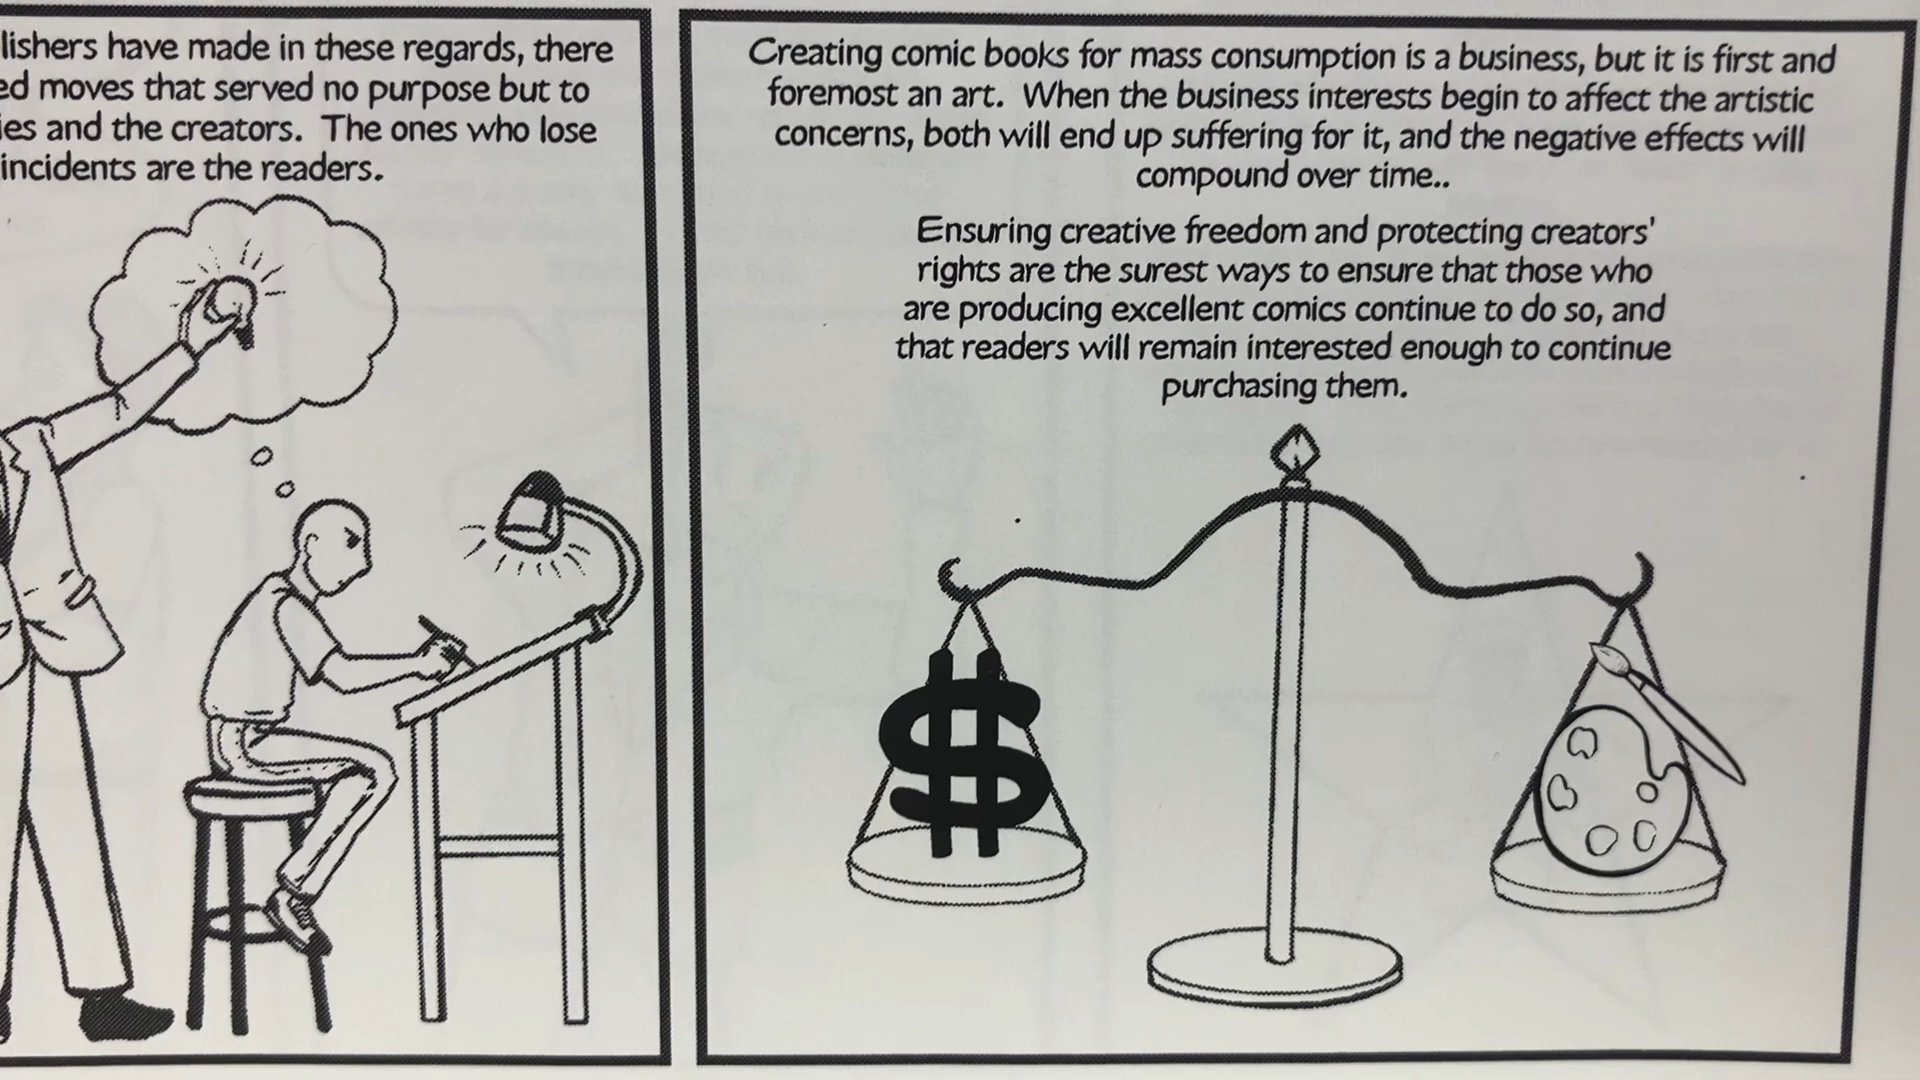 lishers have made in these regards, there
ed moves that served no purpose but to
ies and the creators. The ones who lose
incidents are the readers.
Creating comic books for mass consumption is a business, but it is first and
foremost an art. When the business interests begin to affect the artistic
concerns, both will end up suffering for it, and the negative effects will
compound over time..
Ensuring creative freedom and protecting creators'
rights are the surest ways to ensure that those who
are producing excellent comics continue to do so, and
that readers will remain interested enough to continue
purchasing them.
$